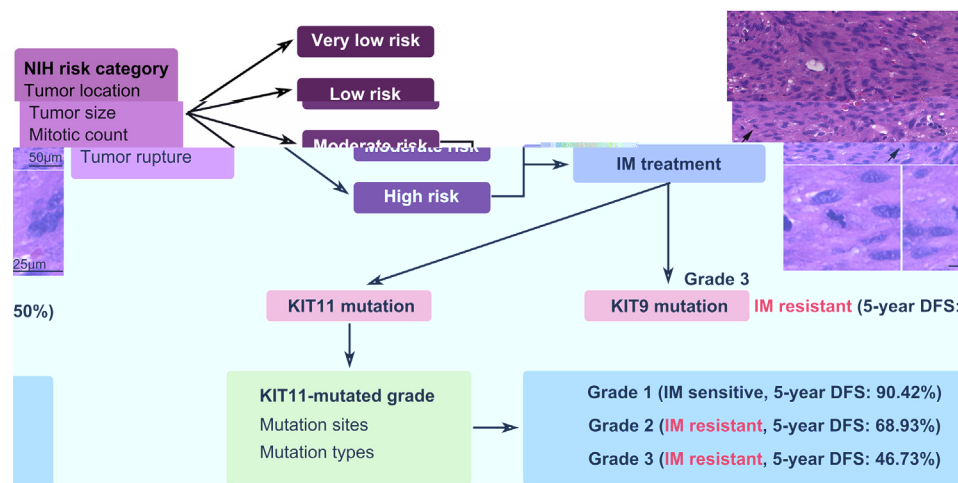 Very low risk
NIH risk category
Tumor location
Low risk
Tumor size
Mitotic count
Moderate risk
Moderate risk
50µm
Tumor rupture
IM treatment
High risk
25µm
Grade 3
50%)
KIT11 mutation
KIT9 mutation
IM resistant (5-year DFS:
KIT11-mutated grade
Mutation sites
Mutation types
Grade 1 (IM sensitive, 5-year DFS: 90.42%)
Grade 2 (IM resistant, 5-year DFS: 68.93%)
Grade 3 (IM resistant, 5-year DFS: 46.73%)